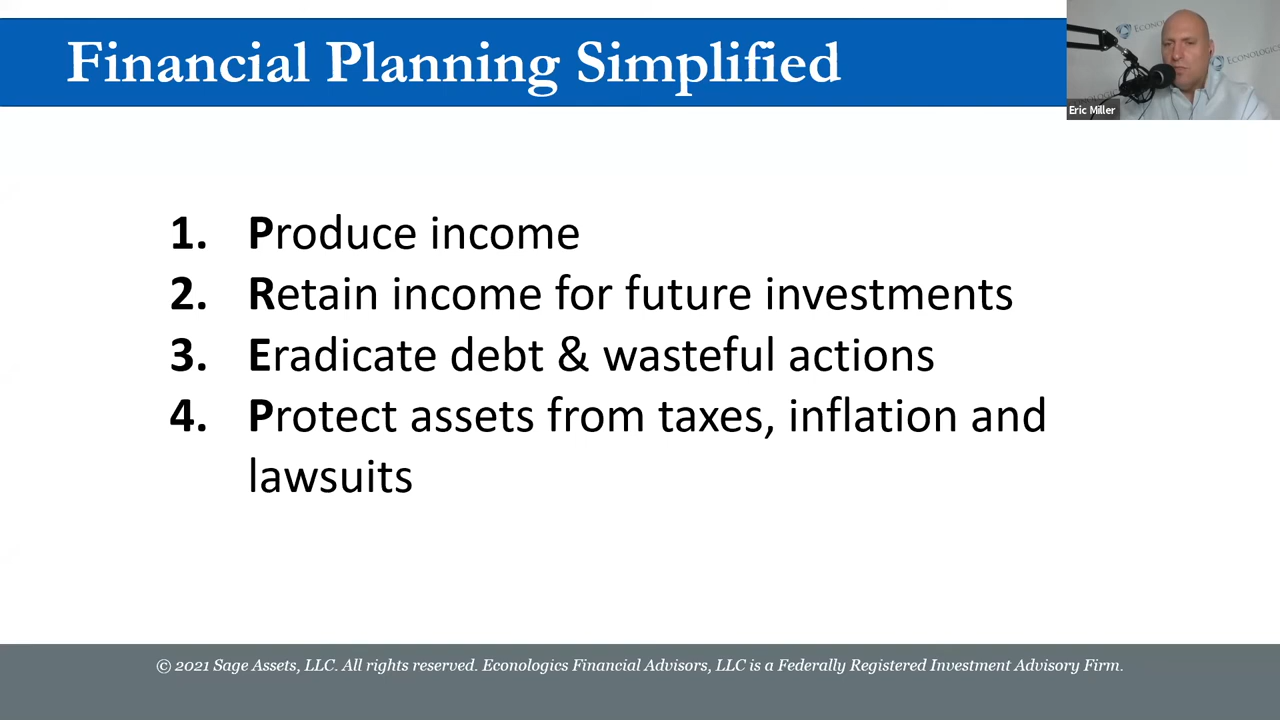 Financial Planning Simplified
Eric Miller
1. Produce income
2. Retain income for future investments
3. Eradicate debt & wasteful actions
4. Protect assets from taxes, inflation and
lawsuits
© 2021 Sage Assets, LLC. All rights reserved. Econologics Financial Advisors, LLC is a Federally Registered Investment Advisory Firm.